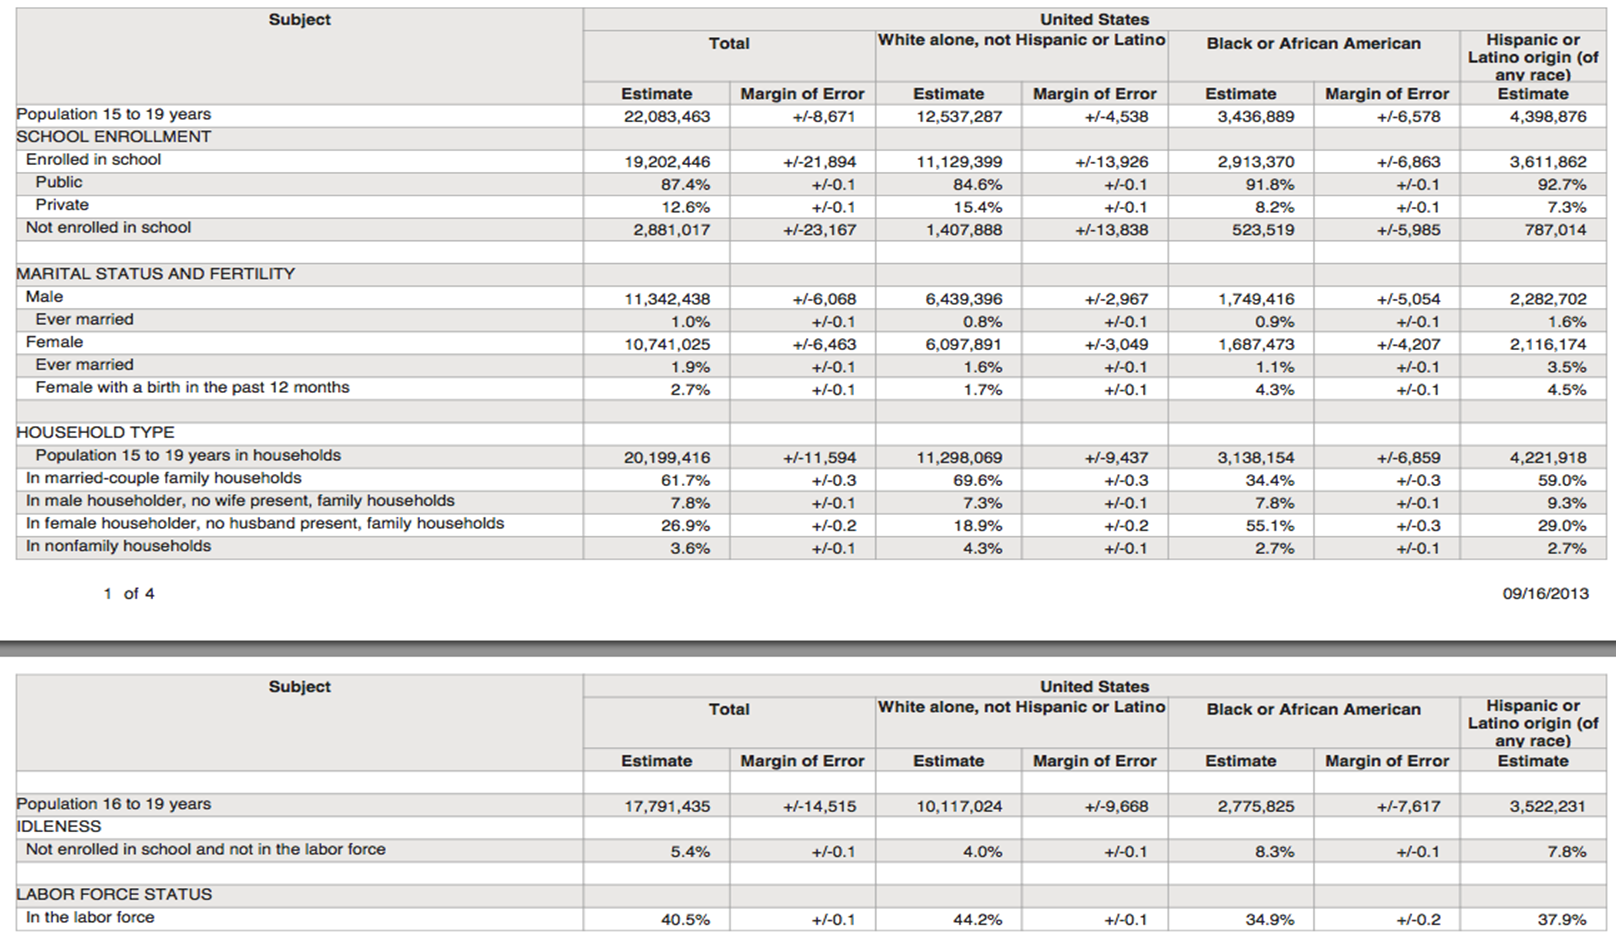 Subject United States
Total White alone, not Hispanic or Latino Black or African American Hispanic or Latino origin (of any race)
Estimate Margin of Error Estimate Margin of Error Estimate Margin of Error Estimate
Population 15 to 19 years 22,083,463 +/-8,671 12,537,287 +/-4,538 3,436,889 +/-6,578 4,398,876
SCHOOL ENROLLMENT
Enrolled in school 19,202,446 +/-21,894 11,129,399 +/-13,926 2,913,370 +/-6,863 3,611,862
Public 87.4% +/-0.1 84.6% +/-0.1 91.8% +/-0.1 92.7%
Private 12.6% +/-0.1 15.4% +/-0.1 8.2% +/-0.1 7.3%
Not enrolled in school 2,881,017 +/-23,167 1,407,888 +/-13,838 523,519 +/-5,985 787,014
MARITAL STATUS AND FERTILITY
Male 11,342,438 +/-6,068 6,439,396 +/-2,967 1,749,416 +/-5,054 2,282,702
Ever married 1.0% +/-0.1 0.8% +/-0.1 0.9% +/-0.1 1.6%
Female 10,741,025 +/-6,463 6,097,891 +/-3,049 1,687,473 +/-4,207 2,116,174
Ever married 1.9% +/-0.1 1.6% +/-0.1 1.1% +/-0.1 3.5%
Female with a birth in the past 12 months 2.7% +/-0.1 1.7% +/-0.1 4.3% +/-0.1 4.5%
HOUSEHOLD TYPE
Population 15 to 19 years in households 20,199,416 +/-11,594 11,298,069 +/-9,437 3,138,154 +/-6,859 4,221,918
In married-couple family households 61.7% +/-0.3 69.6% +/-0.3 34.4% +/-0.3 59.0%
In male householder, no wife present, family households 7.8% +/-0.1 7.3% +/-0.1 7.8% +/-0.1 9.3%
In female householder, no husband present, family households 26.9% +/-0.2 18.9% +/-0.2 55.1% +/-0.3 29.0%
In nonfamily households 3.6% +/-0.1 4.3% +/-0.1 2.7% +/-0.1 2.7%
1 of 4 09/16/2013
Subject United States
Total White alone, not Hispanic or Latino Black or African American Hispanic or Latino origin (of any race)
Estimate Margin of Error Estimate Margin of Error Estimate Margin of Error Estimate
Population 16 to 19 years 17,791,435 +/-14,515 10,117,024 +/-9,668 2,775,825 +/-7,617 3,522,231
IDLENESS
Not enrolled in school and not in the labor force 5.4% +/-0.1 4.0% +/-0.1 8.3% +/-0.1 7.8%
LABOR FORCE STATUS
In the labor force 40.5% +/-0.1 44.2% +/-0.1 34.9% +/-0.2 37.9%